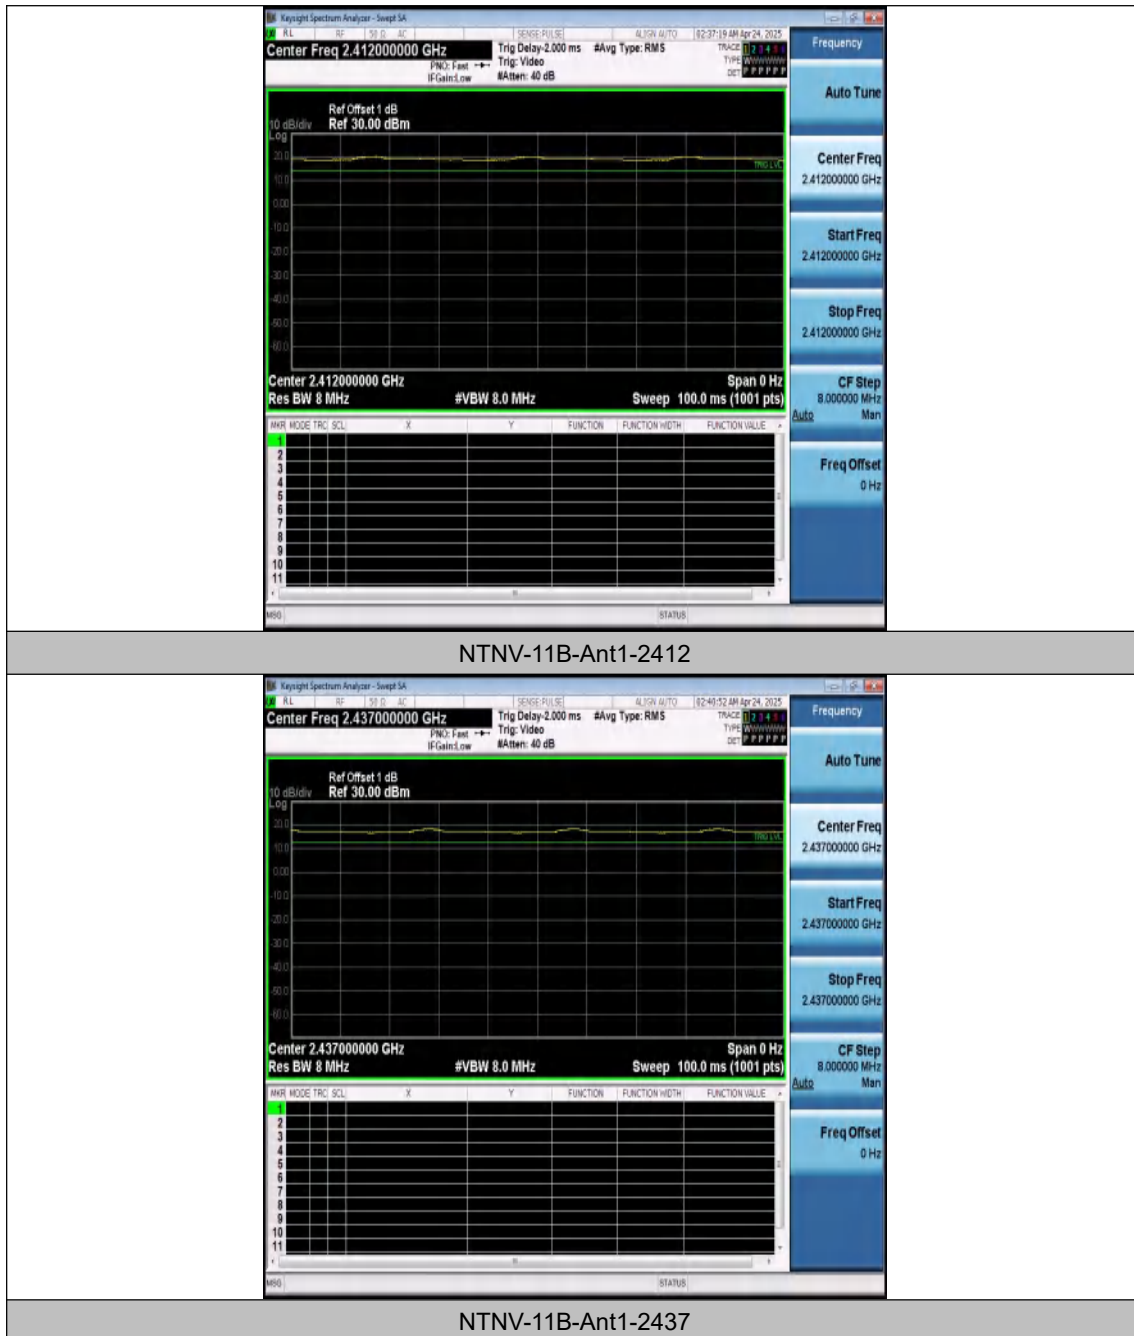 Keysight Spectrum Analyzer - Swept SA
RL RF 50 Ω AC SENSE:PULSE ALIGN AUTO 02:37:19 AM Apr 24, 2025
Center Freq 2.412000000 GHz Trig Delay-2.000 ms #Avg Type: RMS TRACE 1 2 3 4 5 6
PNO: Fast Trig: Video TYPE WWWWWW
IFGain:Low #Atten: 40 dB DET P P P P P P
Ref Offset 1 dB
10 dB/div Ref 30.00 dBm
Log
20.0
TRIG LVL
10.0
0.00
-10.0
-20.0
-30.0
-40.0
-50.0
-60.0
Center 2.412000000 GHz Span 0 Hz
Res BW 8 MHz #VBW 8.0 MHz Sweep 100.0 ms (1001 pts)
MKR MODE TRC SCL X Y FUNCTION FUNCTION WIDTH FUNCTION VALUE
1
2
3
4
5
6
7
8
9
10
11
MSG STATUS
Frequency
Auto Tune
Center Freq
2.412000000 GHz
Start Freq
2.412000000 GHz
Stop Freq
2.412000000 GHz
CF Step
8.000000 MHz
Auto Man
Freq Offset
0 Hz
NTNV-11B-Ant1-2412
Keysight Spectrum Analyzer - Swept SA
RL RF 50 Ω AC SENSE:PULSE ALIGN AUTO 02:40:52 AM Apr 24, 2025
Center Freq 2.437000000 GHz Trig Delay-2.000 ms #Avg Type: RMS TRACE 1 2 3 4 5 6
PNO: Fast Trig: Video TYPE WWWWWW
IFGain:Low #Atten: 40 dB DET P P P P P P
Ref Offset 1 dB
10 dB/div Ref 30.00 dBm
Log
20.0
TRIG LVL
10.0
0.00
-10.0
-20.0
-30.0
-40.0
-50.0
-60.0
Center 2.437000000 GHz Span 0 Hz
Res BW 8 MHz #VBW 8.0 MHz Sweep 100.0 ms (1001 pts)
MKR MODE TRC SCL X Y FUNCTION FUNCTION WIDTH FUNCTION VALUE
1
2
3
4
5
6
7
8
9
10
11
MSG STATUS
Frequency
Auto Tune
Center Freq
2.437000000 GHz
Start Freq
2.437000000 GHz
Stop Freq
2.437000000 GHz
CF Step
8.000000 MHz
Auto Man
Freq Offset
0 Hz
NTNV-11B-Ant1-2437